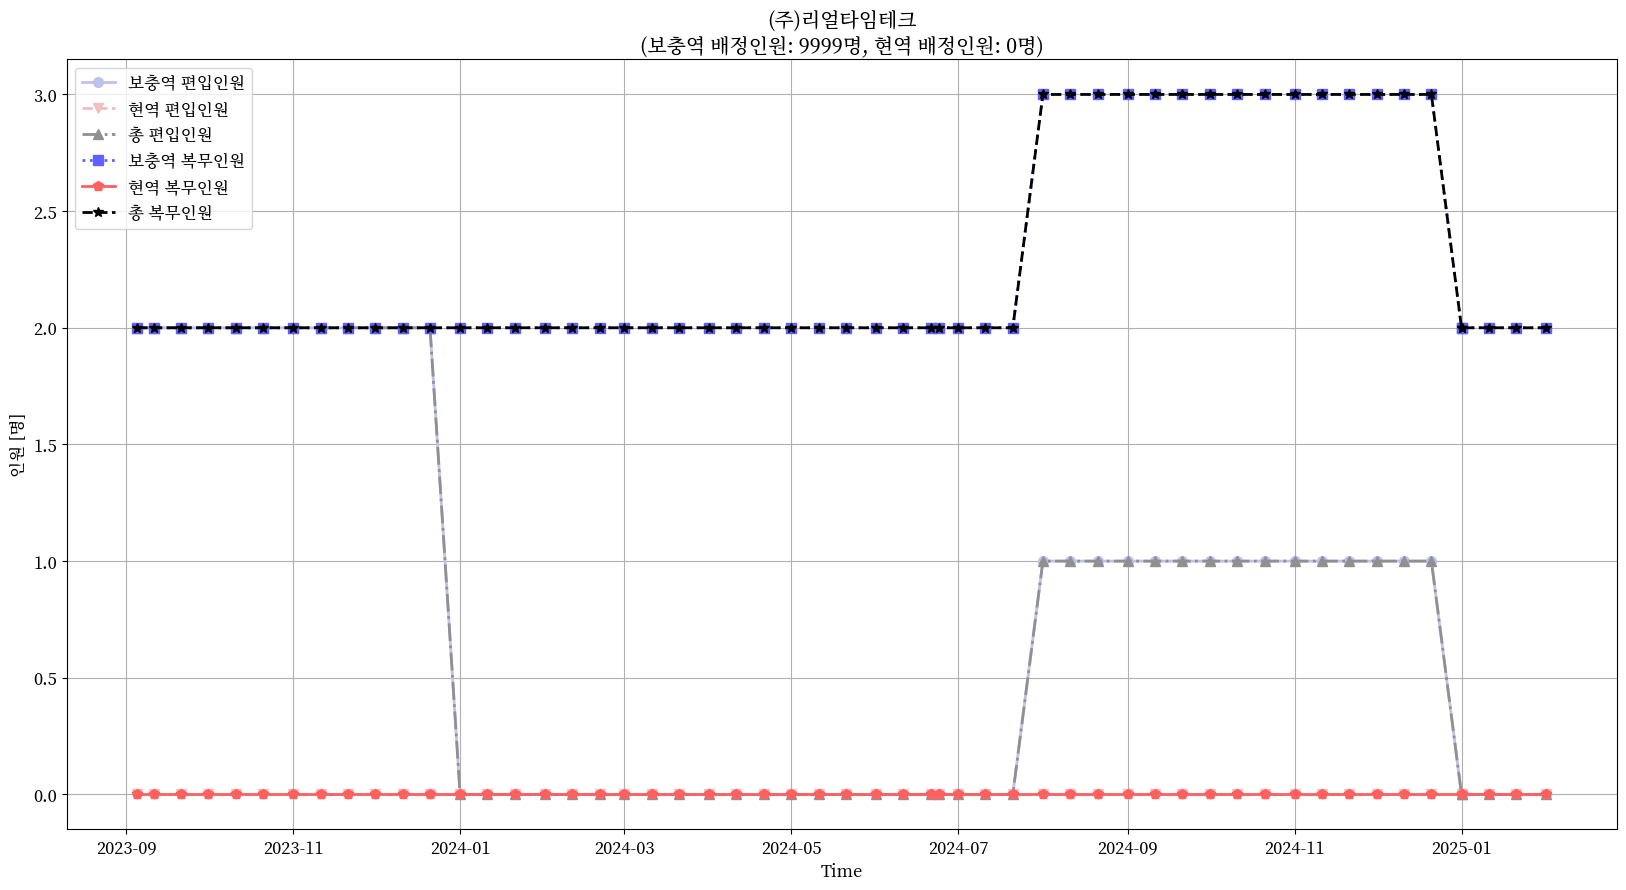 (주)리얼타임테크
(보충역 배정인원: 9999명, 현역 배정인원: 0명)
보충역 편입인원
현역 편입인원
총 편입인원
보충역 복무인원
현역 복무인원
총 복무인원
인원 [명]
3.0
2.5
2.0
1.5
1.0
0.5
0.0
2023-09
2023-11
2024-01
2024-03
2024-05
2024-07
2024-09
2024-11
2025-01
Time